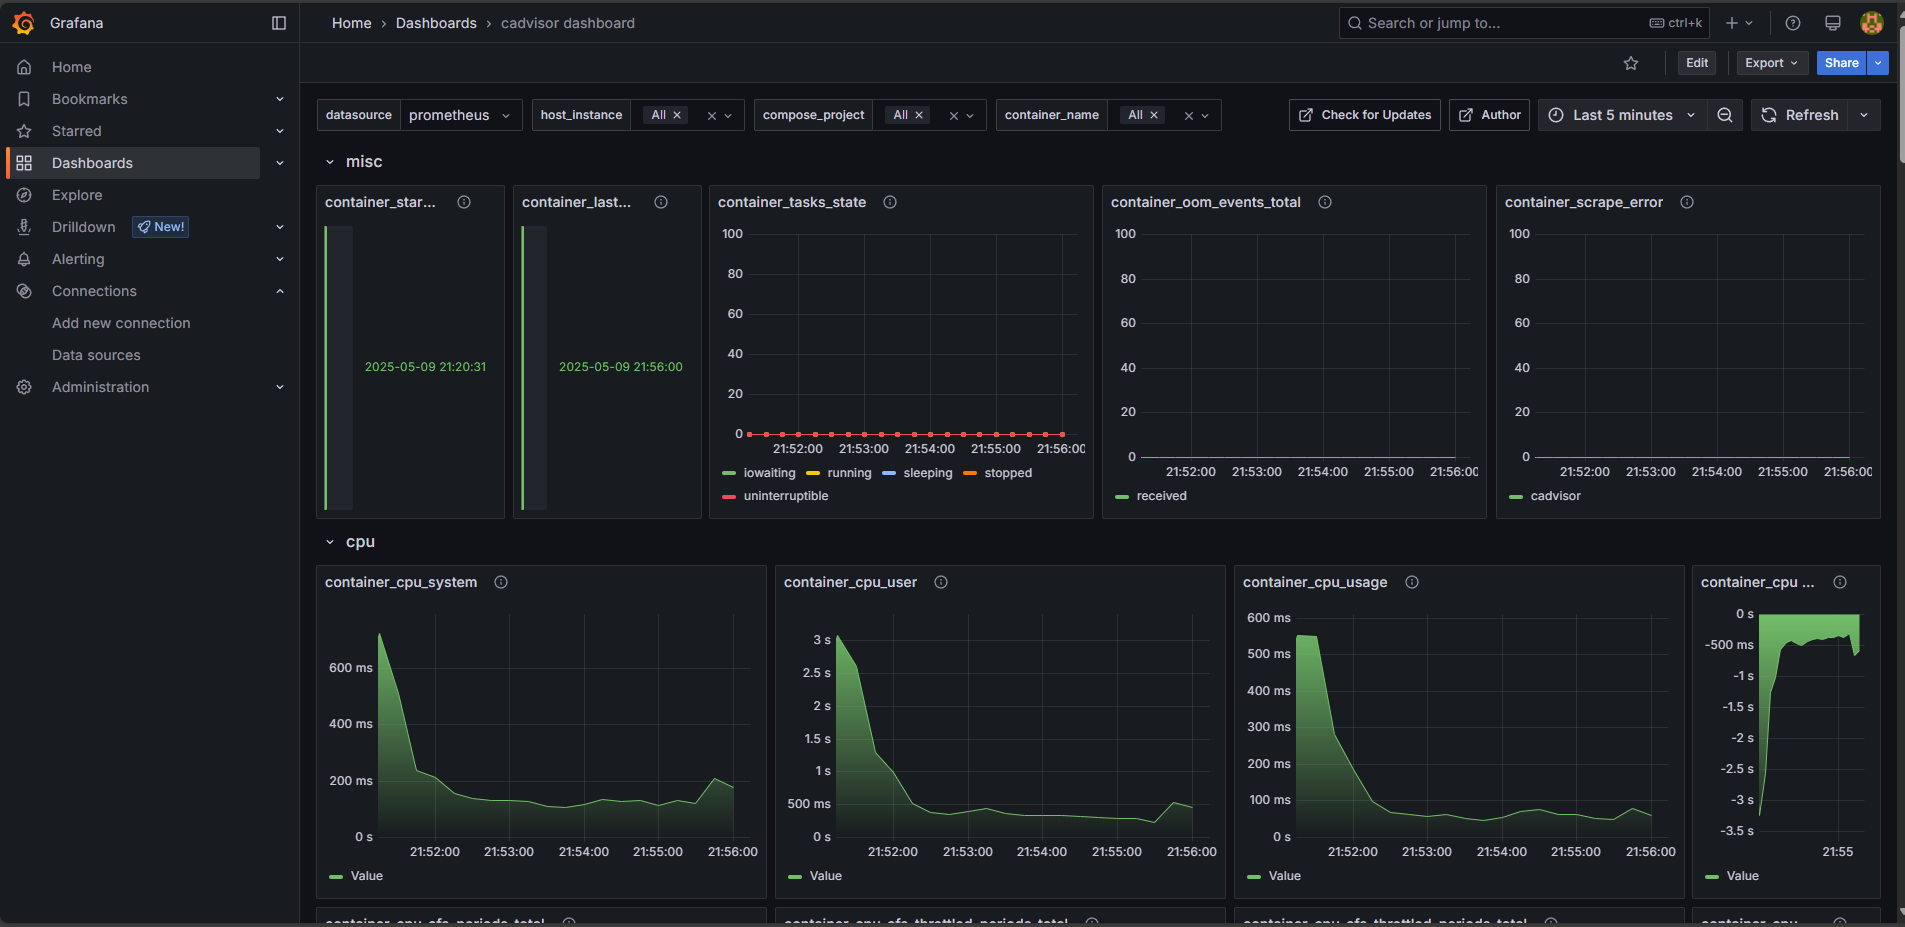 Grafana
Home › Dashboards › cadvisor dashboard
Search or jump to...
ctrl+k
Edit
Export
Share
Home
Bookmarks
Starred
Dashboards
Explore
Drilldown New!
Alerting
Connections
Add new connection
Data sources
Administration
datasource prometheus
host_instance All
compose_project All
container_name All
Check for Updates
Author
Last 5 minutes
Refresh
misc
container_star...
2025-05-09 21:20:31
container_last...
2025-05-09 21:56:00
container_tasks_state
100
80
60
40
20
0
21:52:00 21:53:00 21:54:00 21:55:00 21:56:00
iowaiting running sleeping stopped
uninterruptible
container_oom_events_total
100
80
60
40
20
0
21:52:00 21:53:00 21:54:00 21:55:00 21:56:00
received
container_scrape_error
100
80
60
40
20
0
21:52:00 21:53:00 21:54:00 21:55:00 21:56:00
cadvisor
cpu
container_cpu_system
600 ms
400 ms
200 ms
0 s
21:52:00 21:53:00 21:54:00 21:55:00 21:56:00
Value
container_cpu_user
3 s
2.5 s
2 s
1.5 s
1 s
500 ms
0 s
21:52:00 21:53:00 21:54:00 21:55:00 21:56:00
Value
container_cpu_usage
600 ms
500 ms
400 ms
300 ms
200 ms
100 ms
0 s
21:52:00 21:53:00 21:54:00 21:55:00 21:56:00
Value
container_cpu ...
0 s
-500 ms
-1 s
-1.5 s
-2 s
-2.5 s
-3 s
-3.5 s
21:55
Value
container_cpu_cfs_periods_total
container_cpu_cfs_throttled_periods_total
container_cpu_cfs_throttled_periods_total